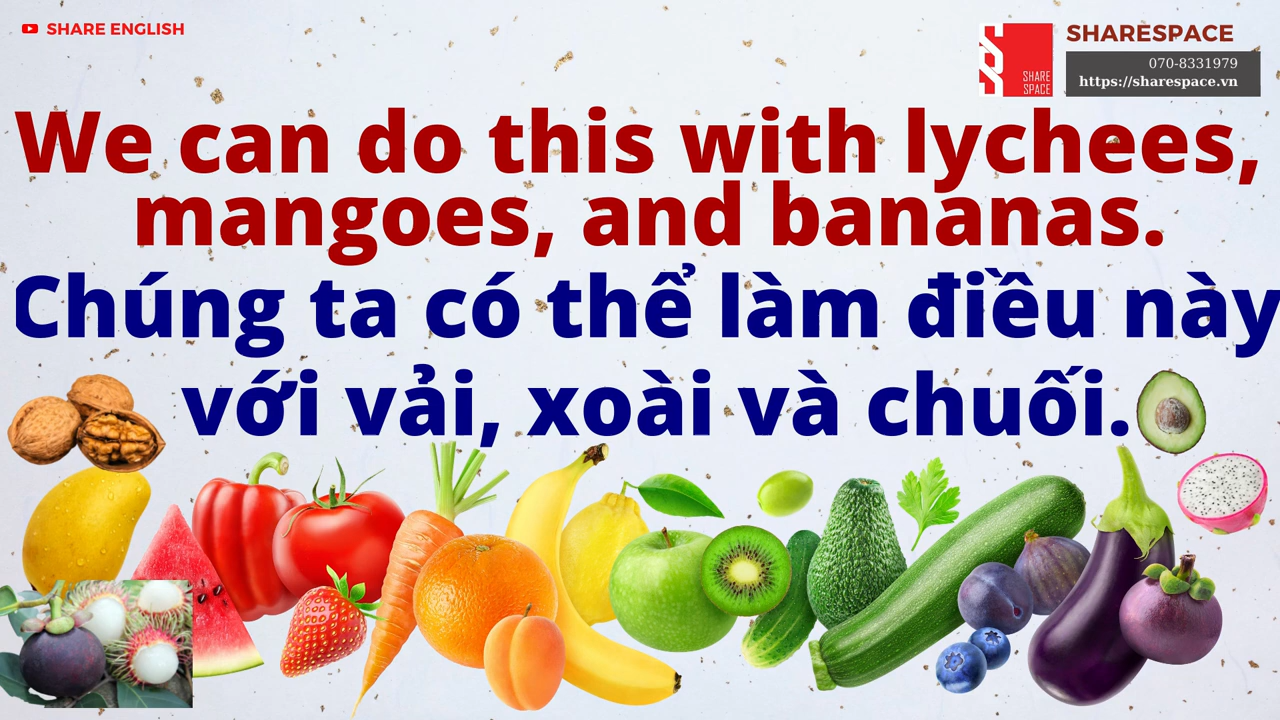 SHARE ENGLISH
SHARE
SPACE
SHARESPACE
070-8331979
https://sharespace.vn
We can do this with lychees,
mangoes, and bananas.
Chúng ta có thể làm điều này
với vải, xoài và chuối.